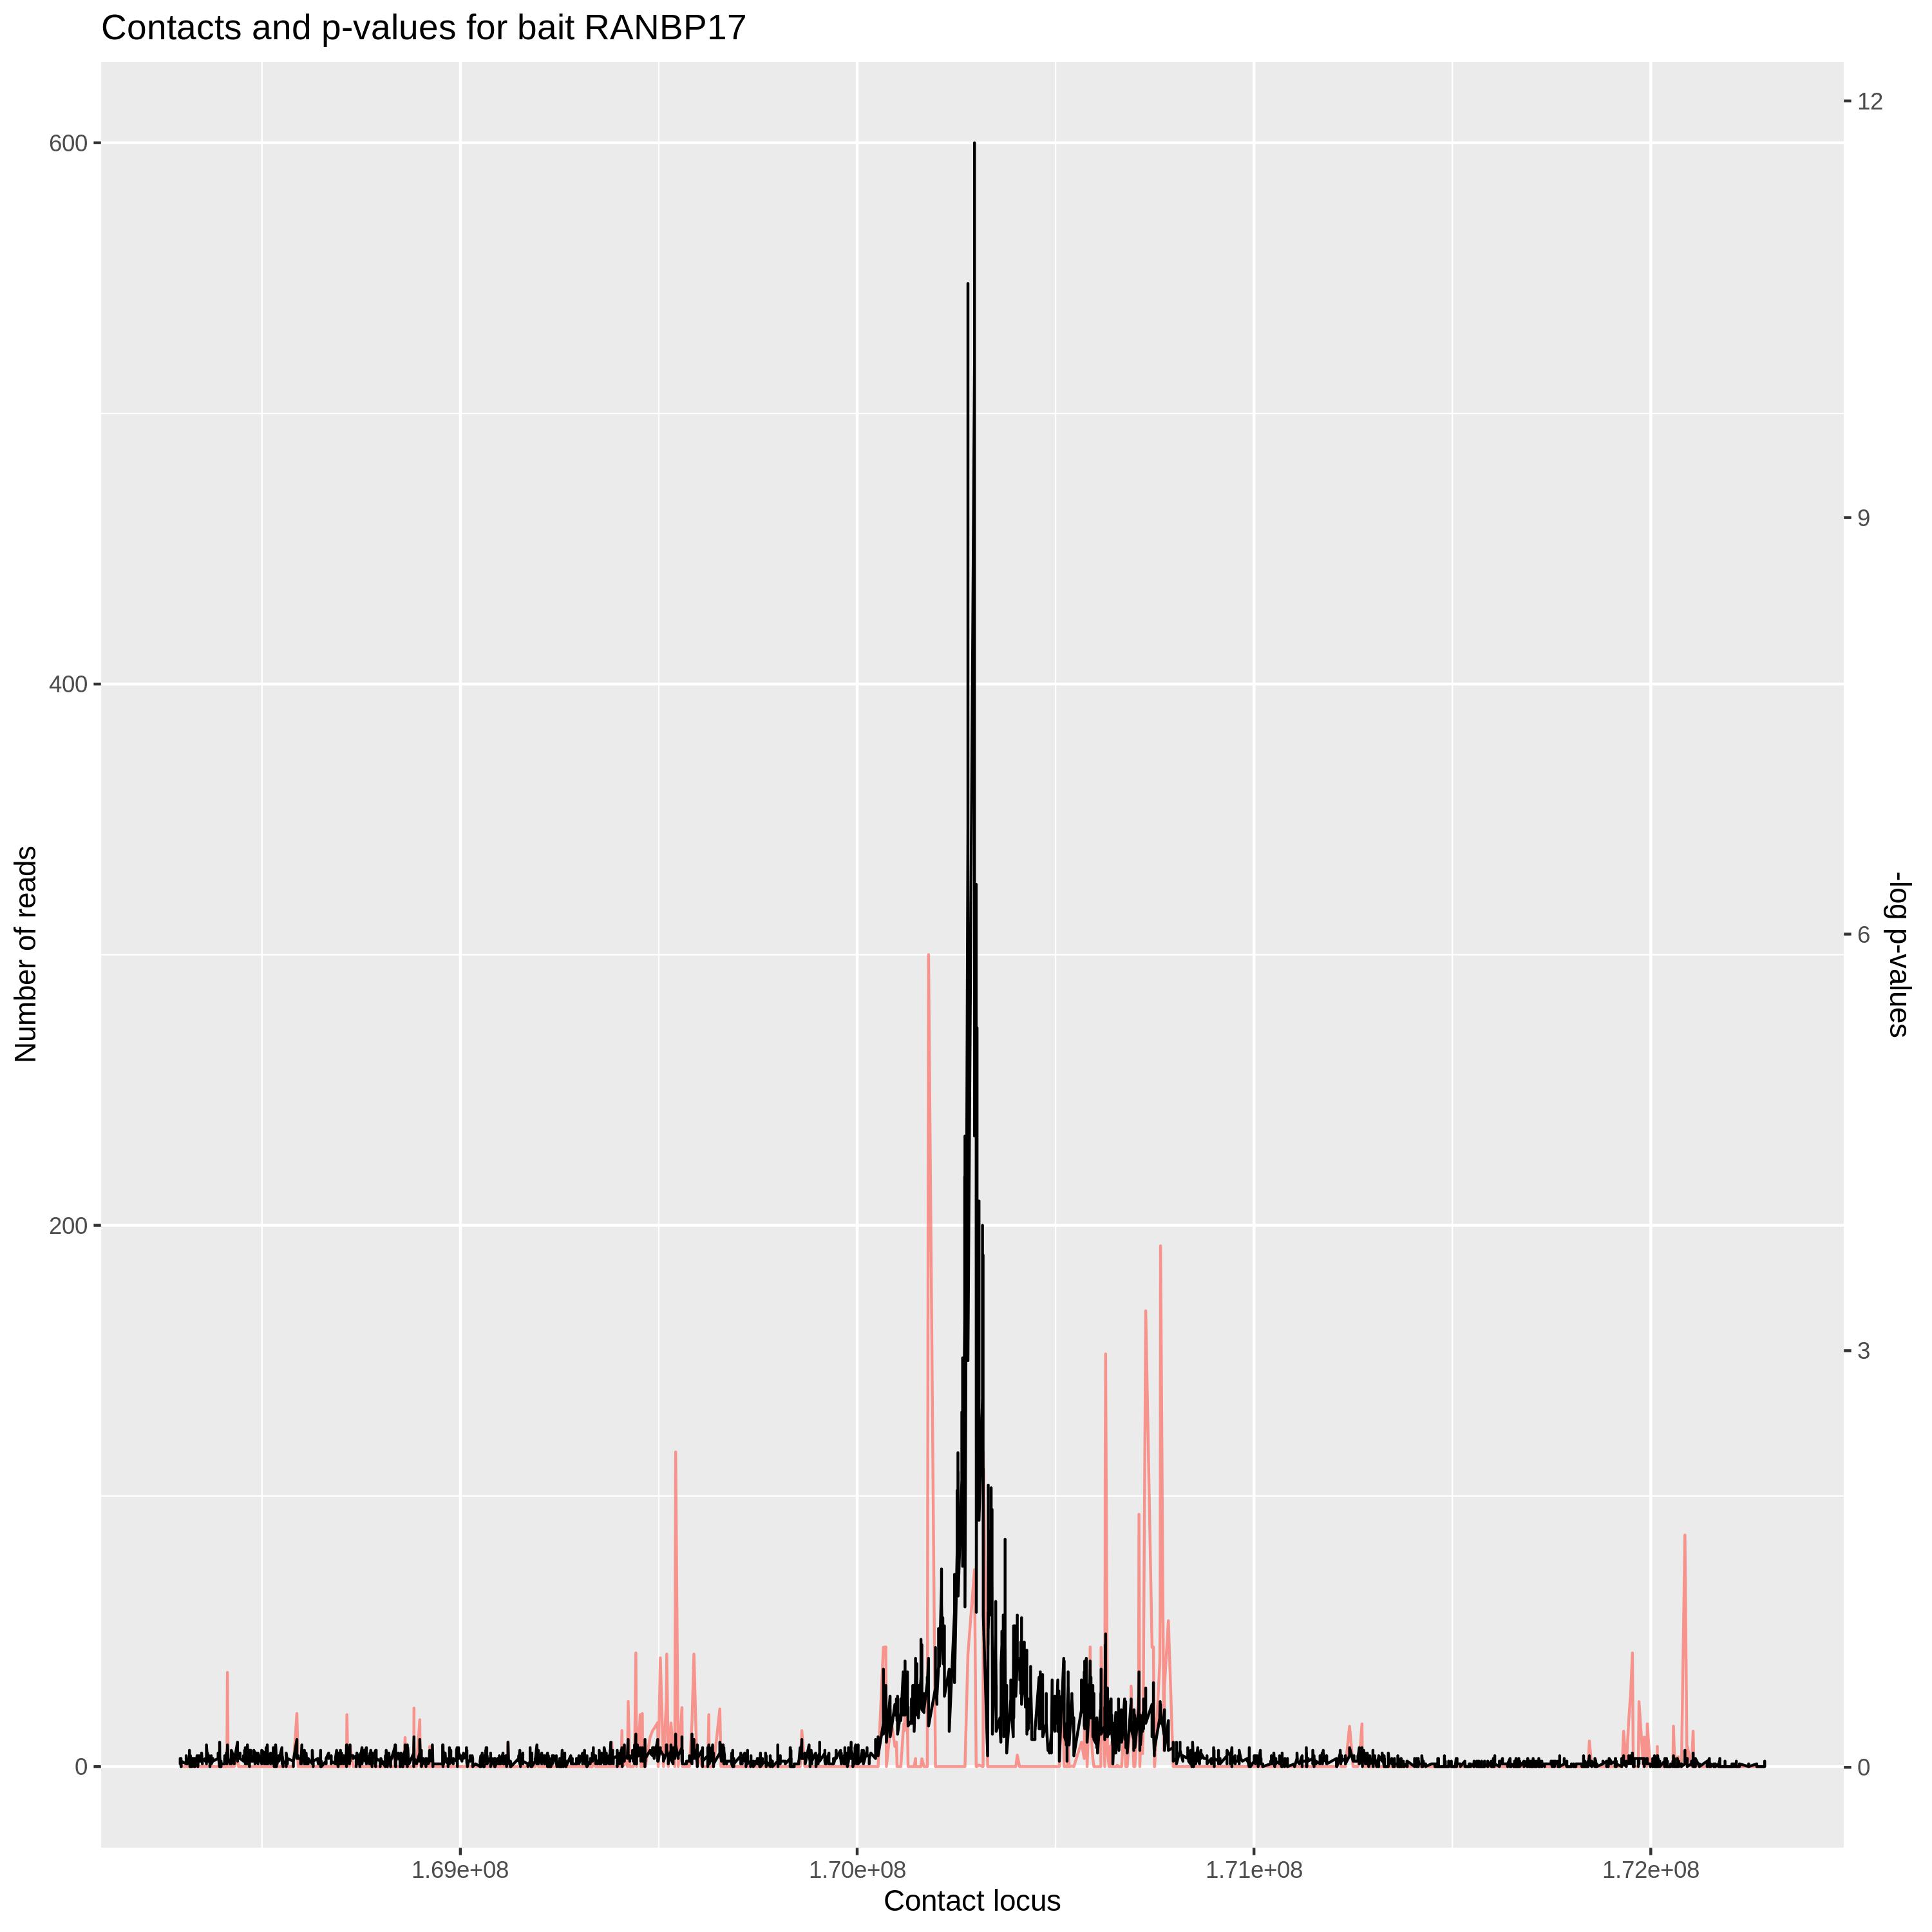 Contacts and p-values for bait RANBP17
600
400
200
0
Number of reads
12
9
6
3
0
-log p-values
1.69e+08
1.70e+08
1.71e+08
1.72e+08
Contact locus